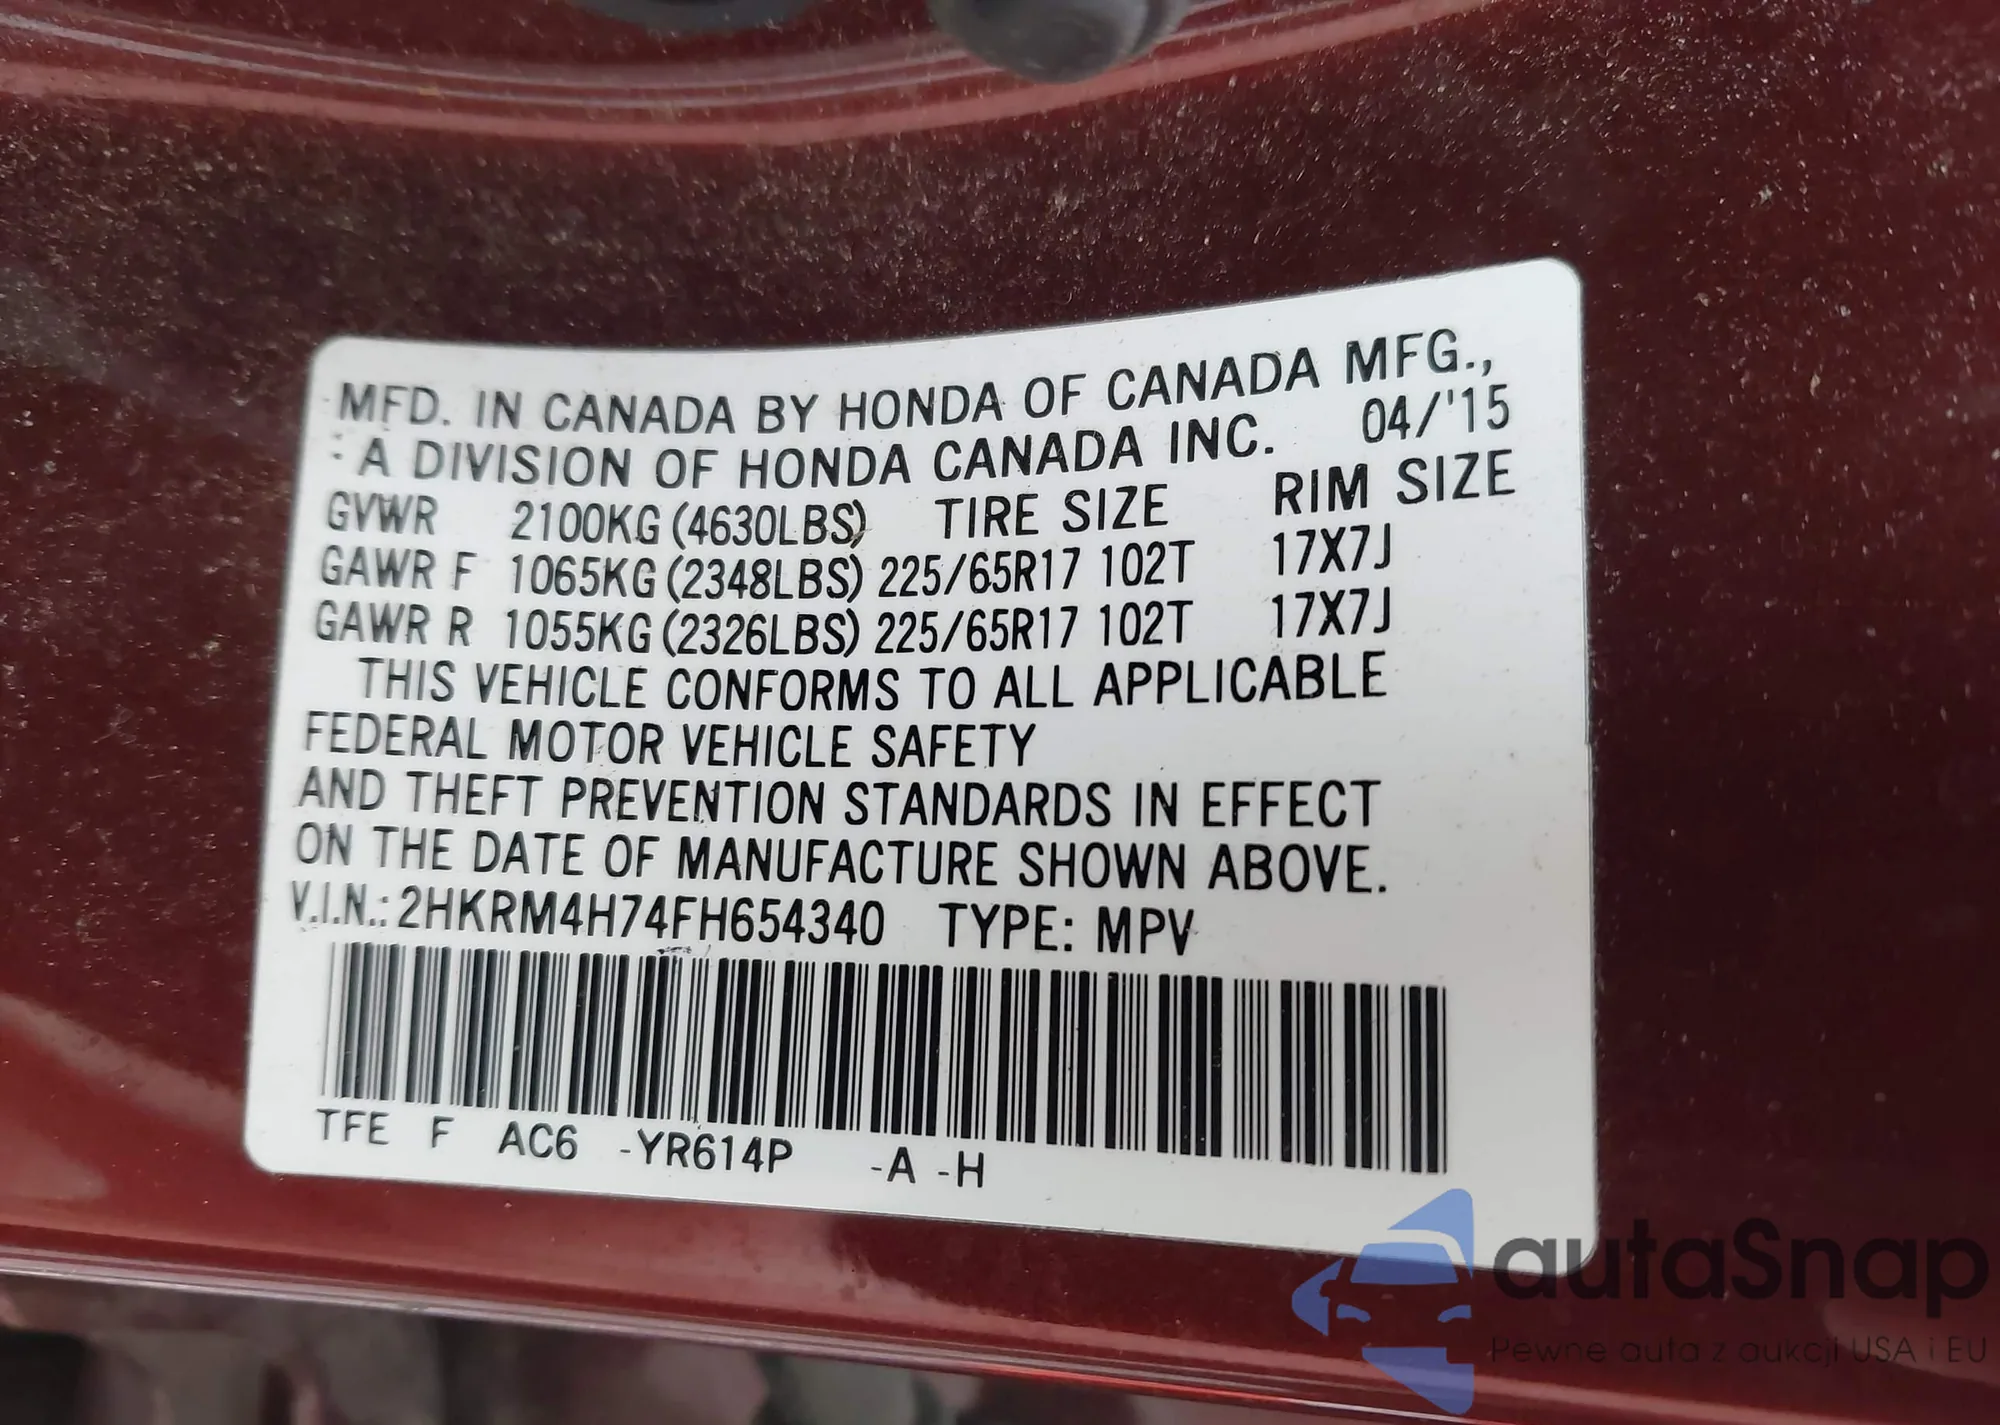 MFD. IN CANADA BY HONDA OF CANADA MFG.,
: A DIVISION OF HONDA CANADA INC. 04/'15
GVWR 2100KG (4630LBS) TIRE SIZE RIM SIZE
GAWR F 1065KG (2348LBS) 225/65R17 102T 17X7J
GAWR R 1055KG (2326LBS) 225/65R17 102T 17X7J
THIS VEHICLE CONFORMS TO ALL APPLICABLE
FEDERAL MOTOR VEHICLE SAFETY
AND THEFT PREVENTION STANDARDS IN EFFECT
ON THE DATE OF MANUFACTURE SHOWN ABOVE.
V.I.N.: 2HKRM4H74FH654340 TYPE: MPV
TFE F AC6 -YR614P -A -H
autaSnap
Pewne auta z aukcji USA i EU